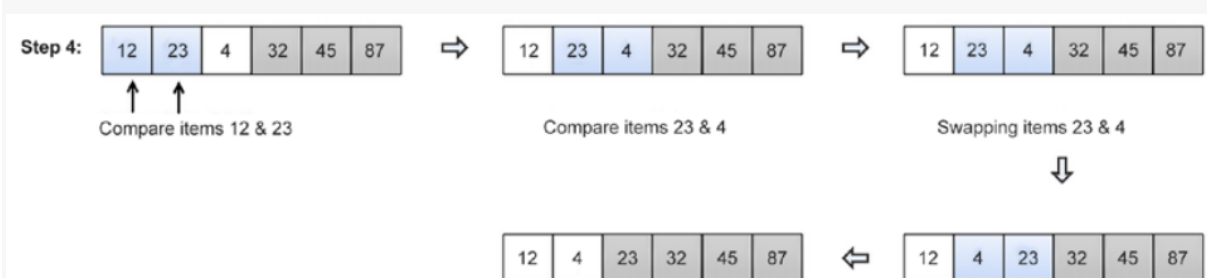 Step 4: 12 23 4 32 45 87 12 23 4 32 45 87 12 23 4 32 45 87
Compare items 12 & 23 Compare items 23 & 4 Swapping items 23 & 4
12 4 23 32 45 87 12 4 23 32 45 87